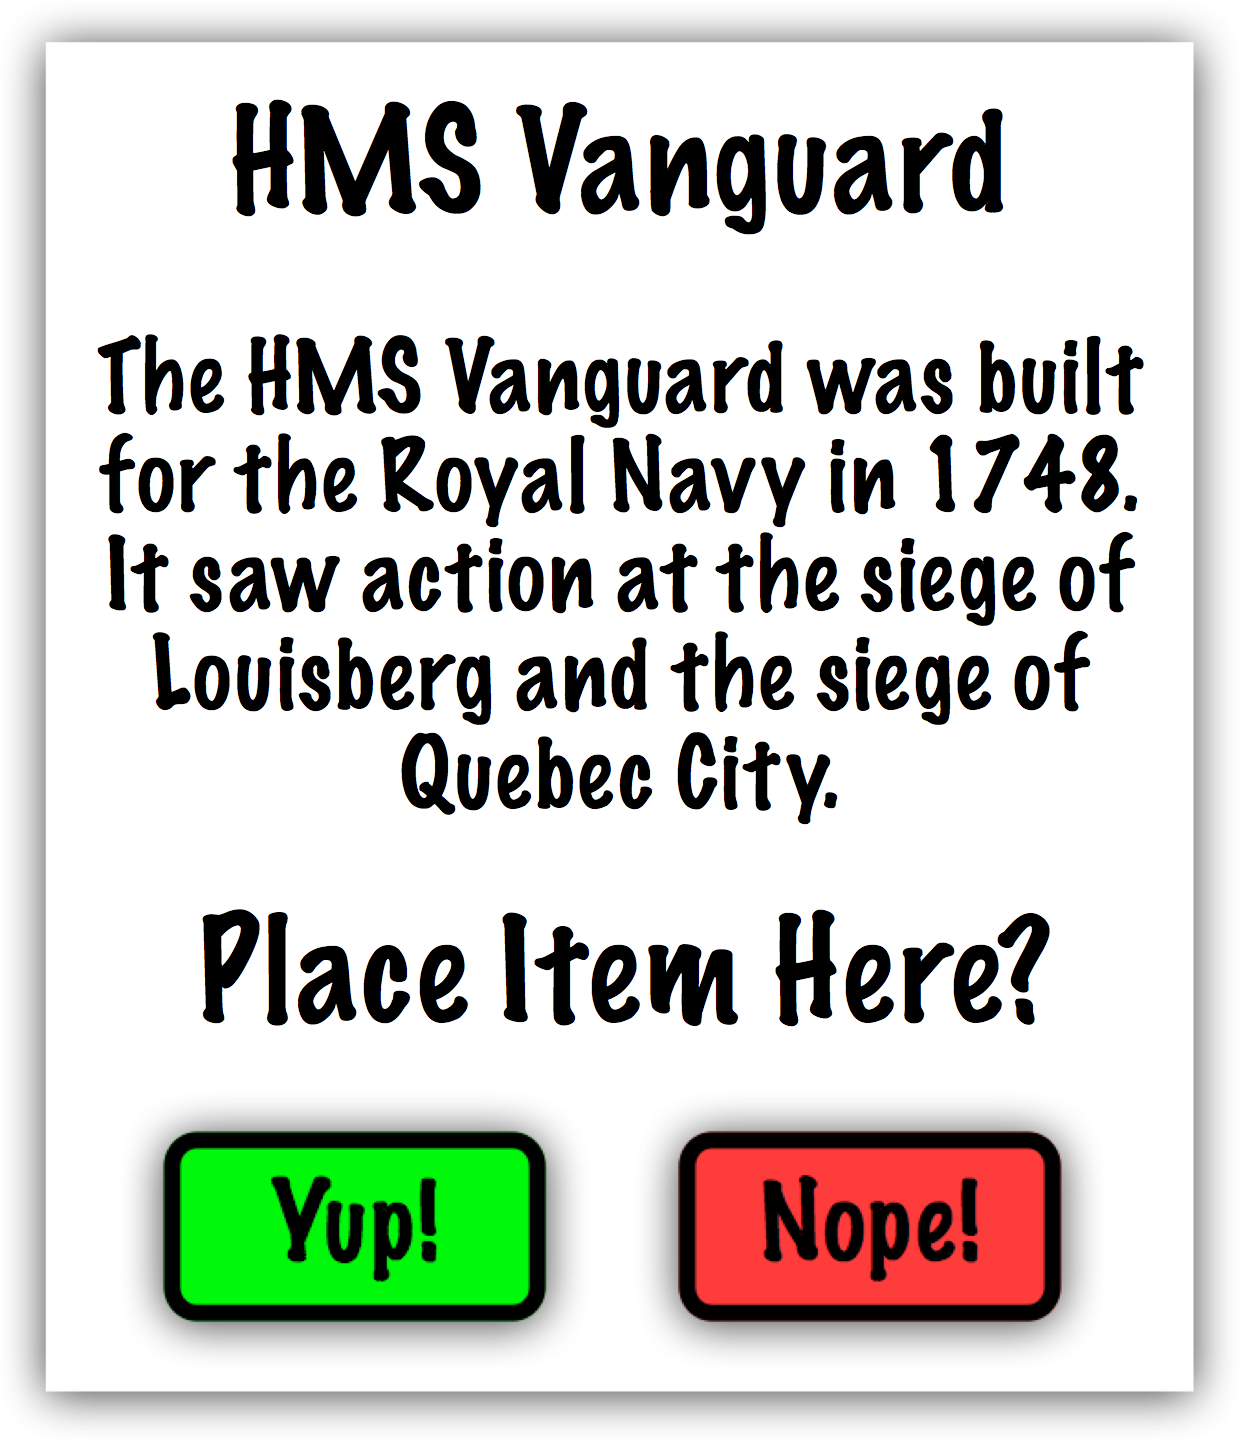 HMS Vanguard
The HMS Vanguard was built
for the Royal Navy in 1748.
It saw action at the siege of
Louisberg and the siege of
Quebec City.
Place Item Here?
Yup!
Nope!